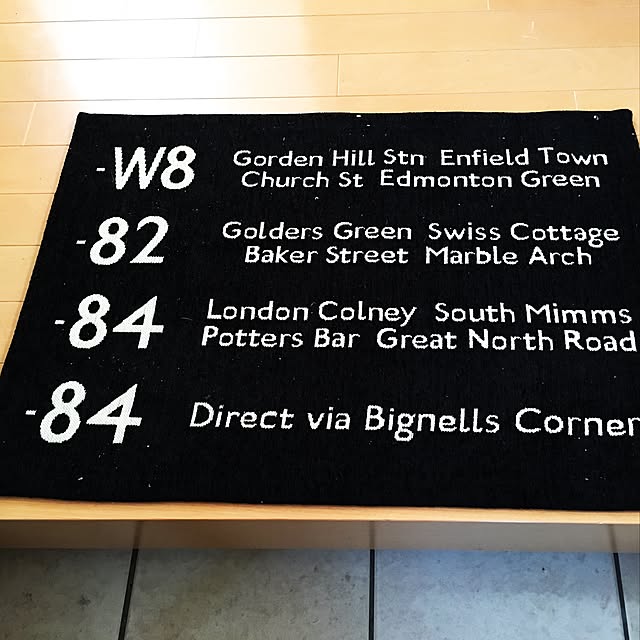 -W8 Gorden Hill Stn Enfield Town
Church St Edmonton Green
-82 Golders Green Swiss Cottage
Baker Street Marble Arch
-84 London Colney South Mimms
Potters Bar Great North Road
-84 Direct via Bignells Corner